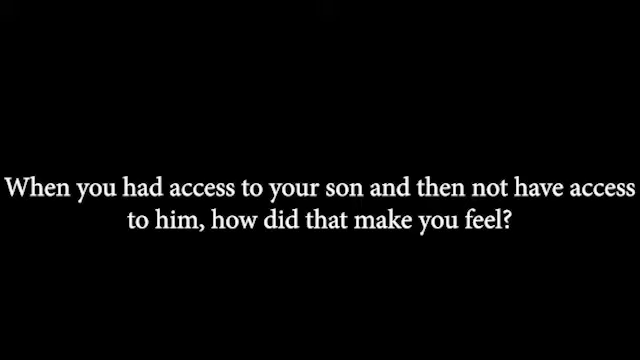 When you had access to your son and then not have access
to him, how did that make you feel?